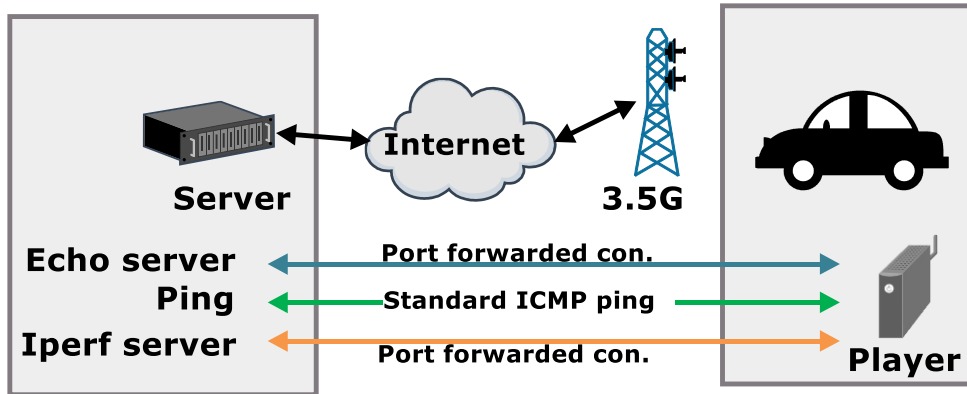 Internet
Server
3.5G
Echo server
Port forwarded con.
Ping
Standard ICMP ping
Iperf server
Port forwarded con.
Player